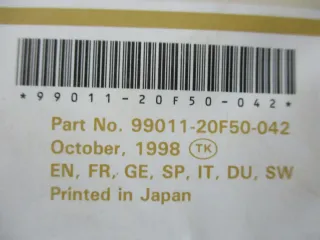 *99011-20F50-042*
Part No. 99011-20F50-042
October, 1998 TK
EN, FR, GE, SP, IT, DU, SW
Printed in Japan